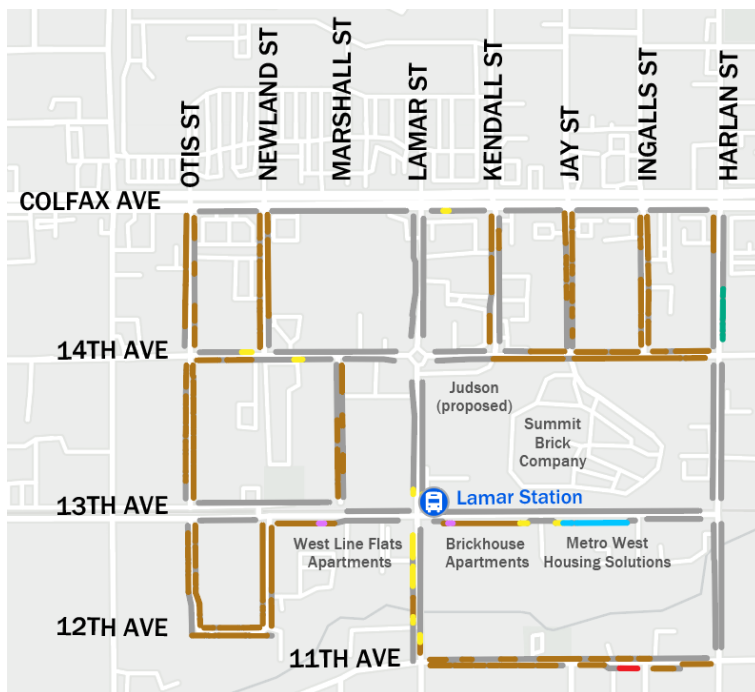 OTIS ST
NEWLAND ST
MARSHALL ST
LAMAR ST
KENDALL ST
JAY ST
INGALLS ST
HARLAN ST
COLFAX AVE
14TH AVE
Judson
(proposed)
Summit
Brick
Company
13TH AVE
Lamar Station
West Line Flats
Apartments
Brickhouse
Apartments
Metro West
Housing Solutions
12TH AVE
11TH AVE